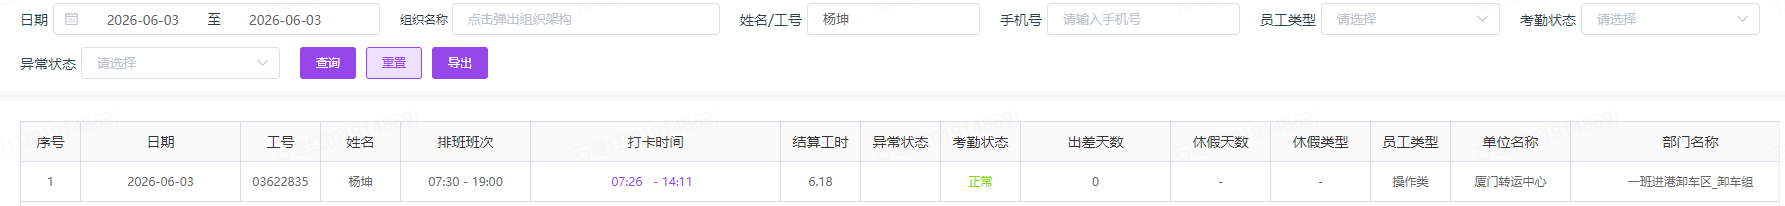 日期 2026-06-03 至 2026-06-03 组织名称 点击弹出组织架构 姓名/工号 杨坤 手机号 请输入手机号 员工类型 请选择 考勤状态 请选择
异常状态 请选择 查询 重置 导出
序号 日期 工号 姓名 排班班次 打卡时间 结算工时 异常状态 考勤状态 出差天数 休假天数 休假类型 员工类型 单位名称 部门名称
1 2026-06-03 03622835 杨坤 07:30 - 19:00 07:26 - 14:11 6.18 正常 0 - - 操作类 厦门转运中心 一班进港卸车区_卸车组